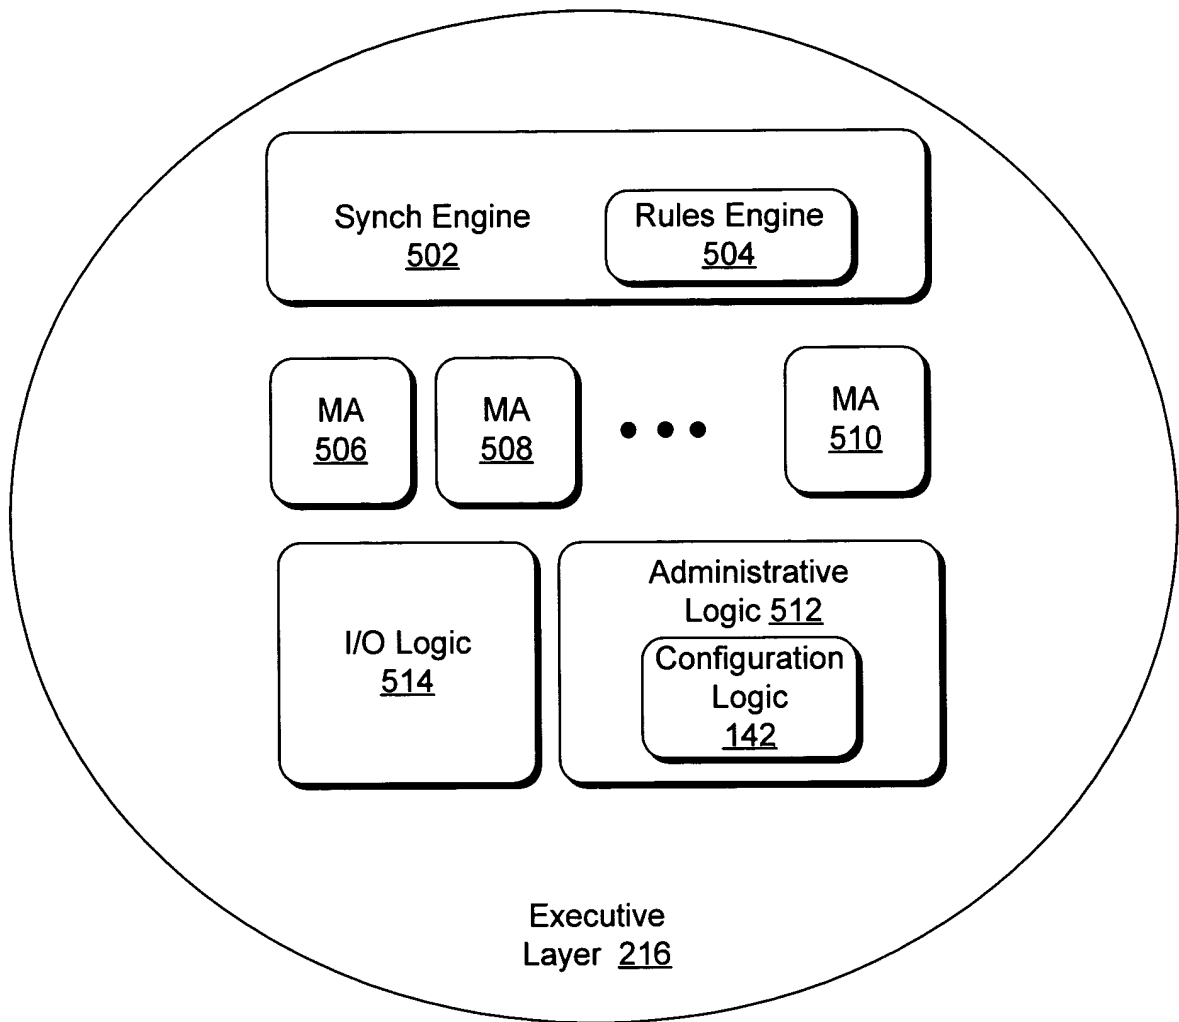 Synch Engine
502
Rules Engine
504
MA
506
MA
508
MA
510
I/O Logic
514
Administrative
Logic 512
Configuration
Logic
142
Executive
Layer 216